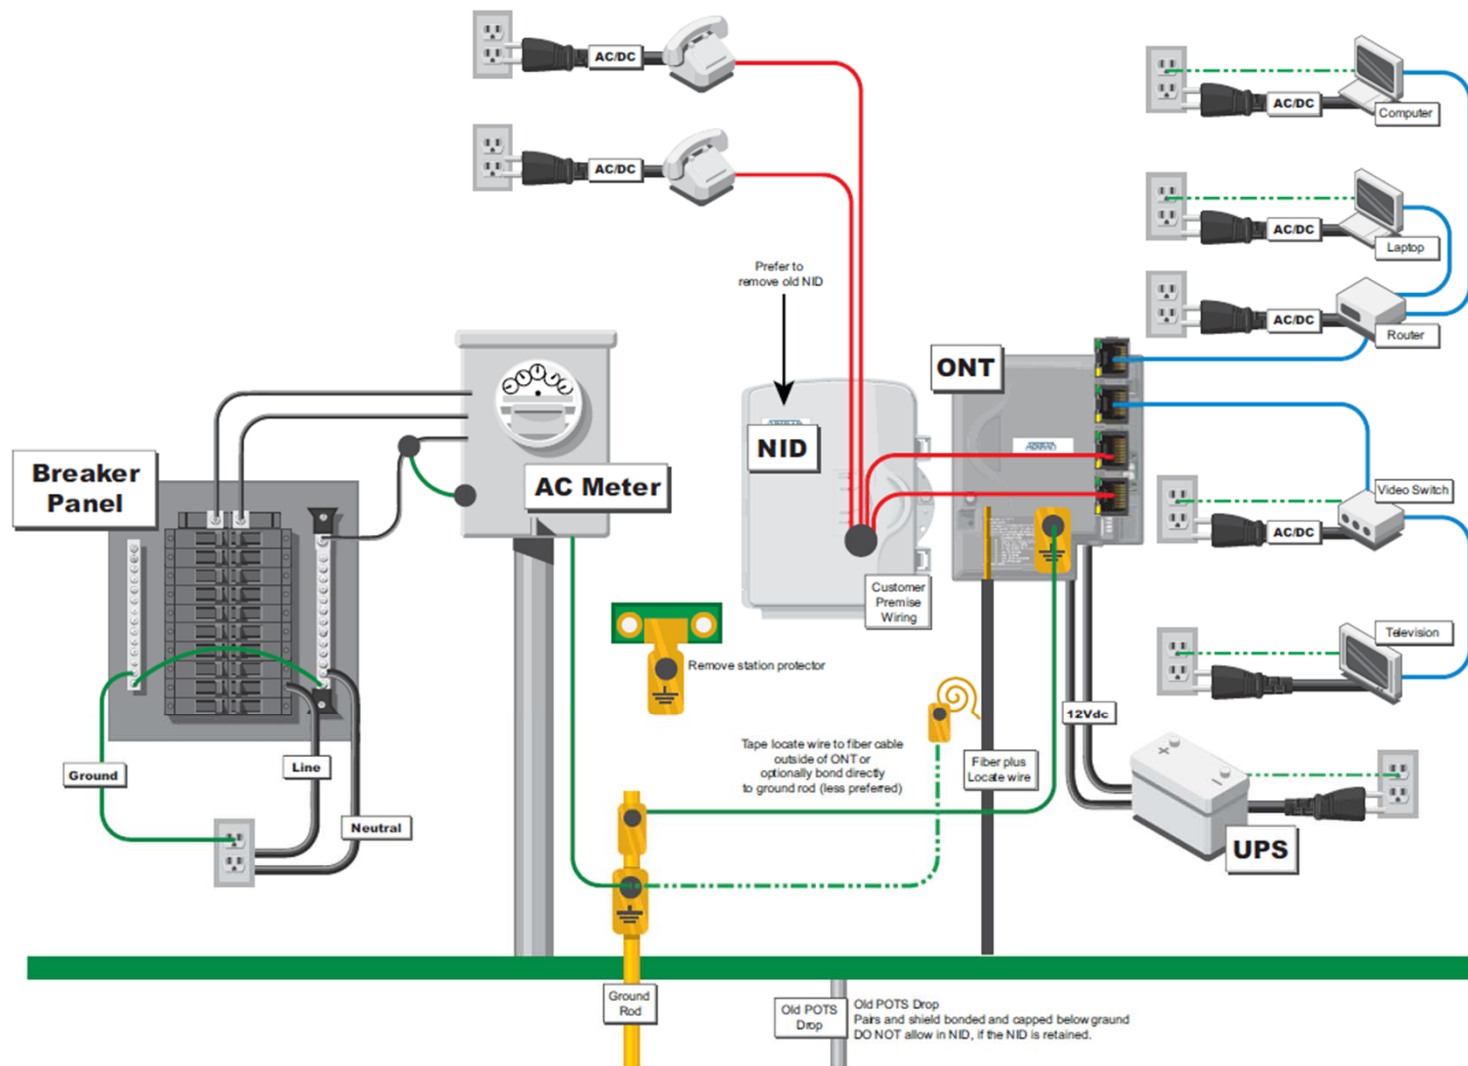 AC/DC
AC/DC
AC/DC
Computer
AC/DC
Laptop
AC/DC
Router
Prefer to
remove old NID
ONT
NID
Breaker
Panel
AC Meter
Video Switch
AC/DC
Customer
Premise
Wiring
Television
Remove station protector
12Vdc
Tape locate wire to fiber cable
outside of ONT or
optionally bond directly
to ground rod (less preferred)
Fiber plus
Locate wire
Ground
Line
Neutral
+
−
UPS
Ground
Rod
Old POTS
Drop
Old POTS Drop
Pairs and shield bonded and capped below ground
DO NOT allow in NID, if the NID is retained.